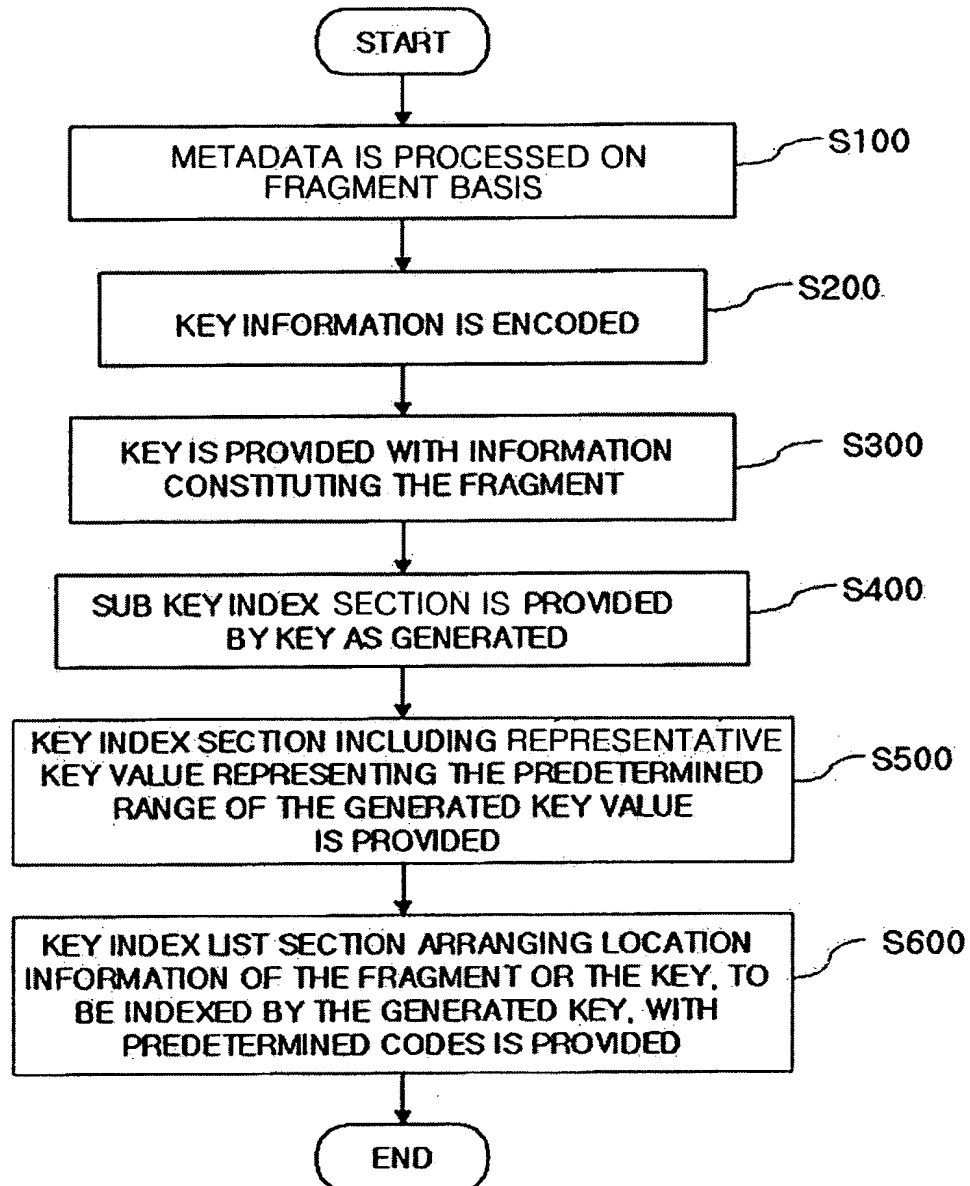 START
METADATA IS PROCESSED ON
FRAGMENT BASIS
S100
KEY INFORMATION IS ENCODED
S200
KEY IS PROVIDED WITH INFORMATION
CONSTITUTING THE FRAGMENT
S300
SUB KEY INDEX SECTION IS PROVIDED
BY KEY AS GENERATED
S400
KEY INDEX SECTION INCLUDING REPRESENTATIVE
KEY VALUE REPRESENTING THE PREDETERMINED
RANGE OF THE GENERATED KEY VALUE
IS PROVIDED
S500
KEY INDEX LIST SECTION ARRANGING LOCATION
INFORMATION OF THE FRAGMENT OR THE KEY, TO
BE INDEXED BY THE GENERATED KEY, WITH
PREDETERMINED CODES IS PROVIDED
S600
END